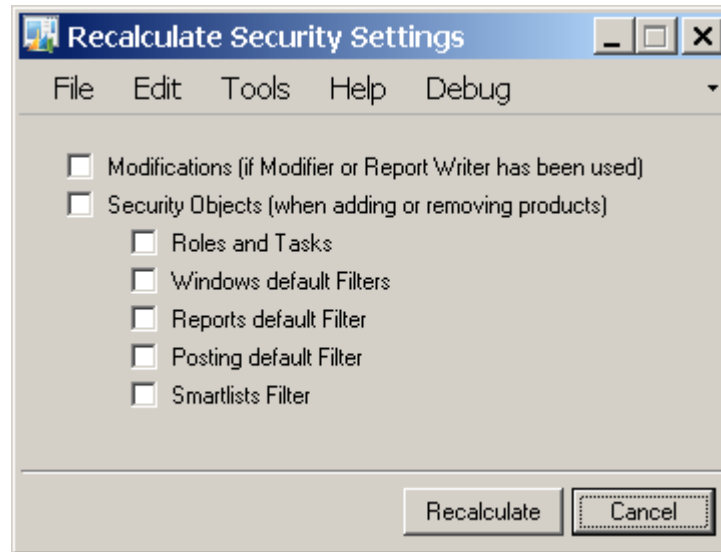 Recalculate Security Settings
File Edit Tools Help Debug
Modifications (if Modifier or Report Writer has been used)
Security Objects (when adding or removing products)
Roles and Tasks
Windows default Filters
Reports default Filter
Posting default Filter
Smartlists Filter
Recalculate Cancel